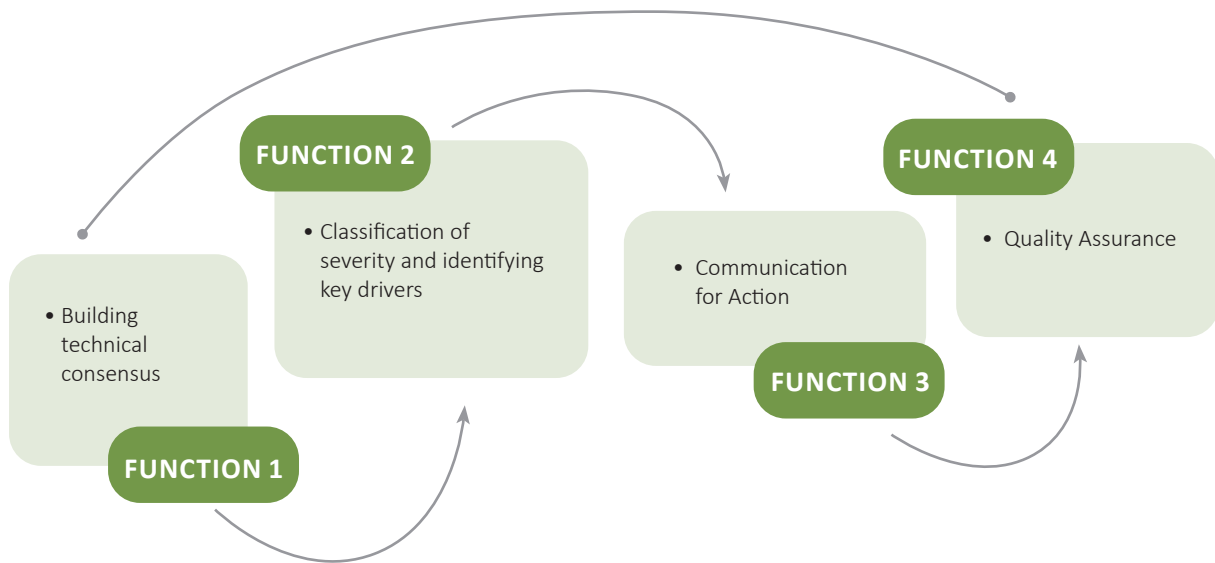 • Building
technical
consensus
FUNCTION 1
FUNCTION 2
• Classification of
severity and identifying
key drivers
• Communication
for Action
FUNCTION 3
FUNCTION 4
• Quality Assurance